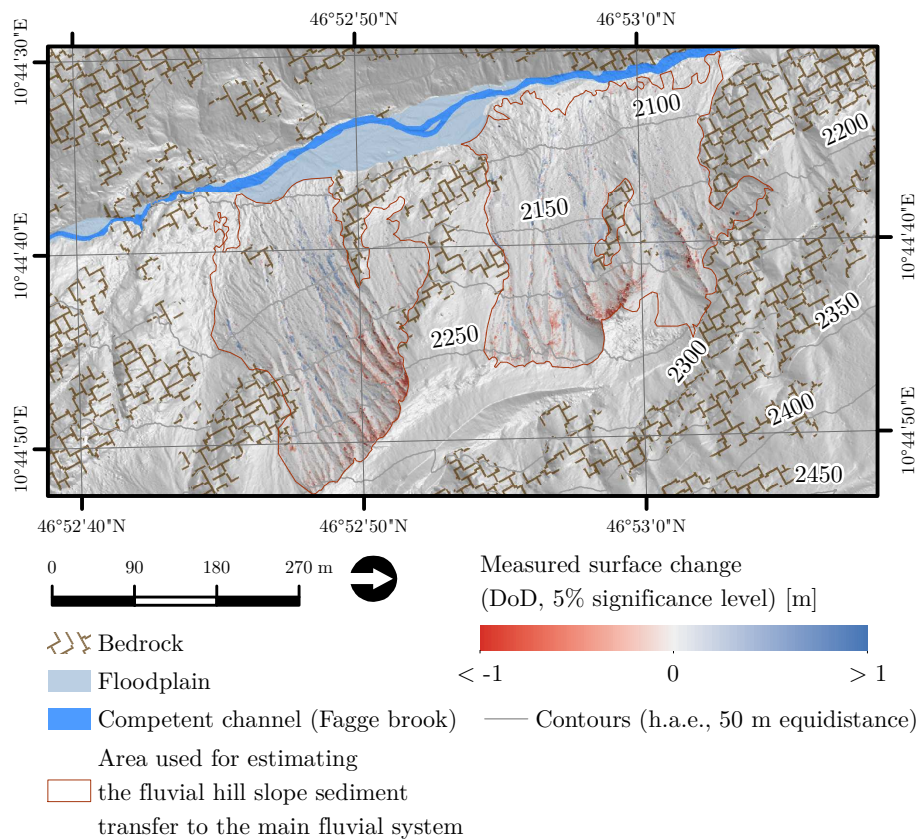 46°52'50"N
46°53'0"N
10°44'30"E
2100
2200
2150
10°44'40"E
10°44'40"E
2250
2350
2300
2400
10°44'50"E
10°44'50"E
2450
46°52'40"N
46°52'50"N
46°53'0"N
0 90 180 270 m
Measured surface change
(DoD, 5% significance level) [m]
< -1 0 > 1
Bedrock
Floodplain
Competent channel (Fagge brook)
Contours (h.a.e., 50 m equidistance)
Area used for estimating
the fluvial hill slope sediment
transfer to the main fluvial system